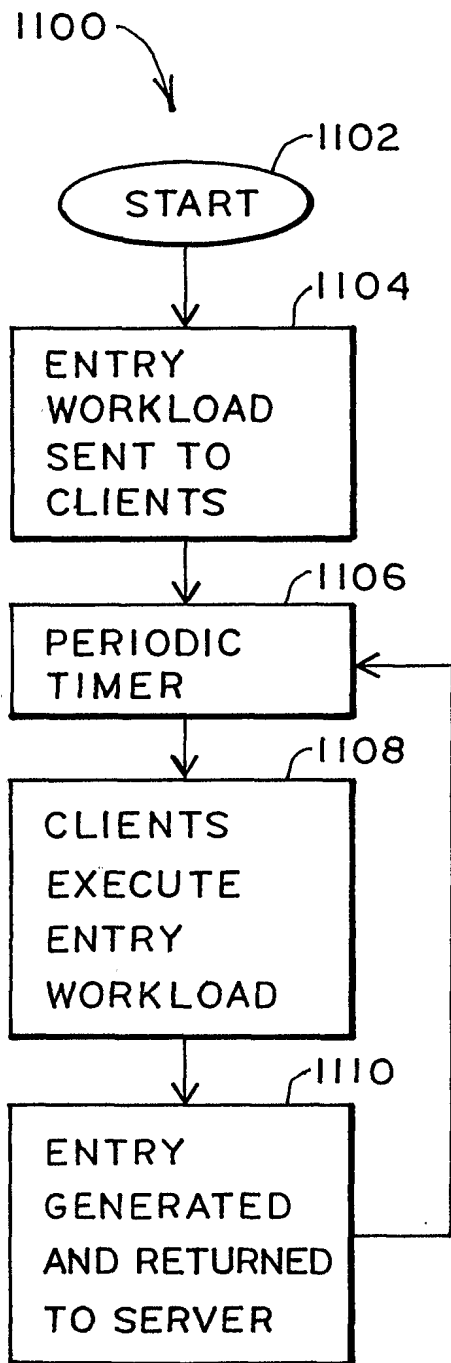 1100
1102
START
1104
ENTRY
WORKLOAD
SENT TO
CLIENTS
1106
PERIODIC
TIMER
1108
CLIENTS
EXECUTE
ENTRY
WORKLOAD
1110
ENTRY
GENERATED
AND RETURNED
TO SERVER